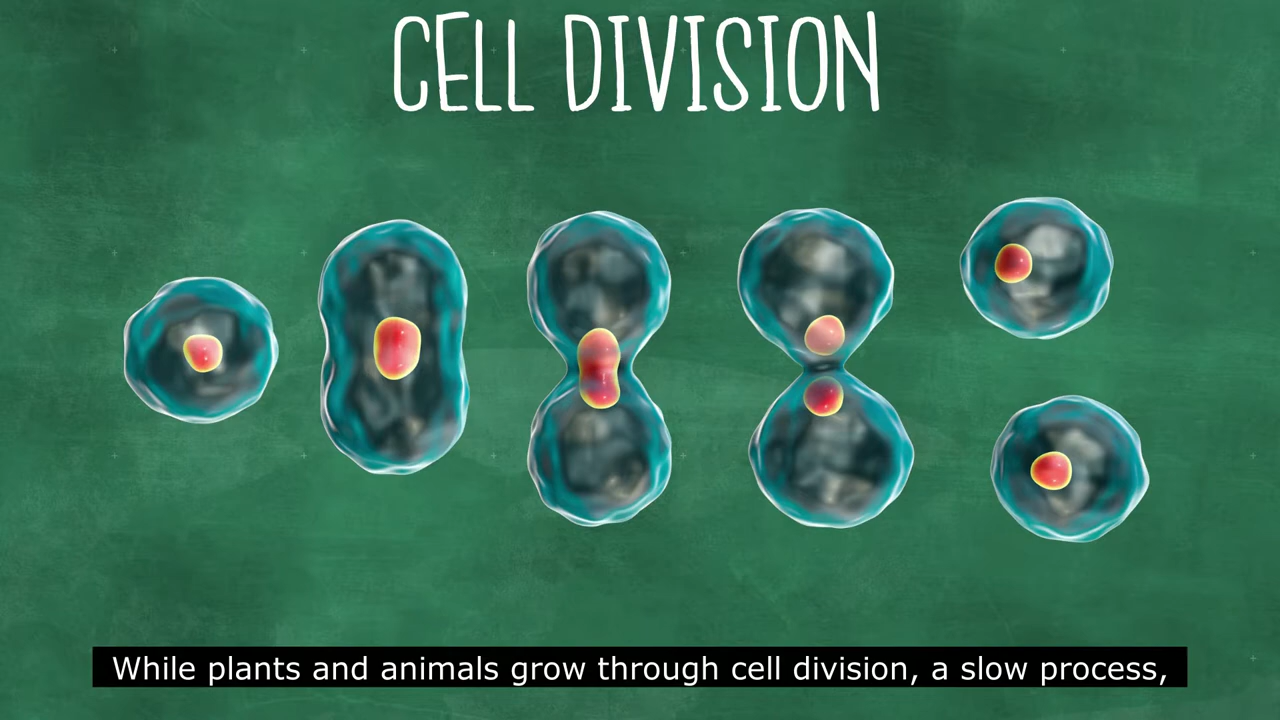 CELL DIVISION
While plants and animals grow through cell division, a slow process,